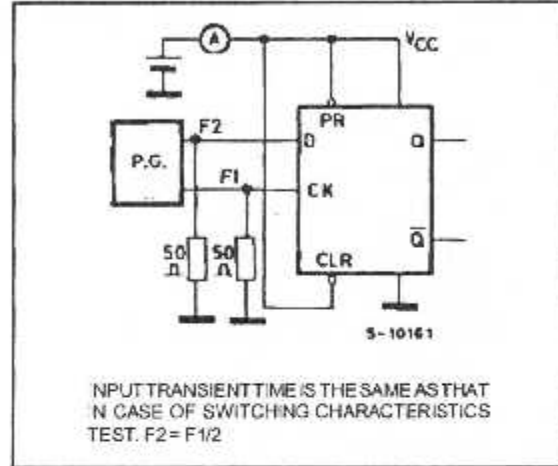 A
VCC
F2
PR
D
Q
P.G.
F1
CK
Q
50
Ω
50
Ω
CLR
S-10161
NPUT TRANSIENT TIME IS THE SAME AS THAT
N CASE OF SWITCHING CHARACTERISTICS
TEST. F2 = F1/2